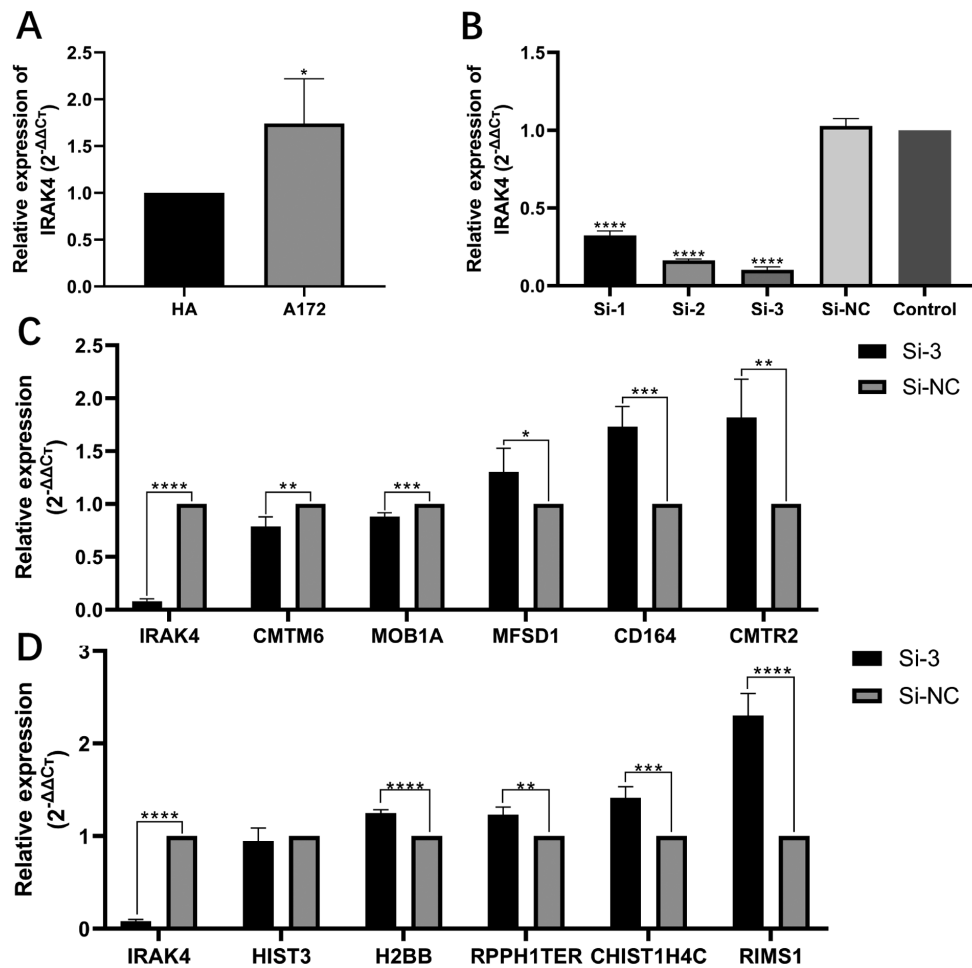 A
Relative expression of
IRAK4 (2^-ΔΔCT)
2.5
2.0
1.5
1.0
0.5
0.0
*
HA A172
B
Relative expression of
IRAK4 (2^-ΔΔCT)
1.5
1.0
0.5
0.0
**** **** ****
Si-1 Si-2 Si-3 Si-NC Control
C
Relative expression
(2^-ΔΔCT)
2.5
2.0
1.5
1.0
0.5
0.0
**** ** *** * *** **
IRAK4 CMTM6 MOB1A MFSD1 CD164 CMTR2
Si-3
Si-NC
D
Relative expression
(2^-ΔΔCT)
3
2
1
0
**** **** ** *** ****
IRAK4 HIST3 H2BB RPPH1TER CHIST1H4C RIMS1
Si-3
Si-NC